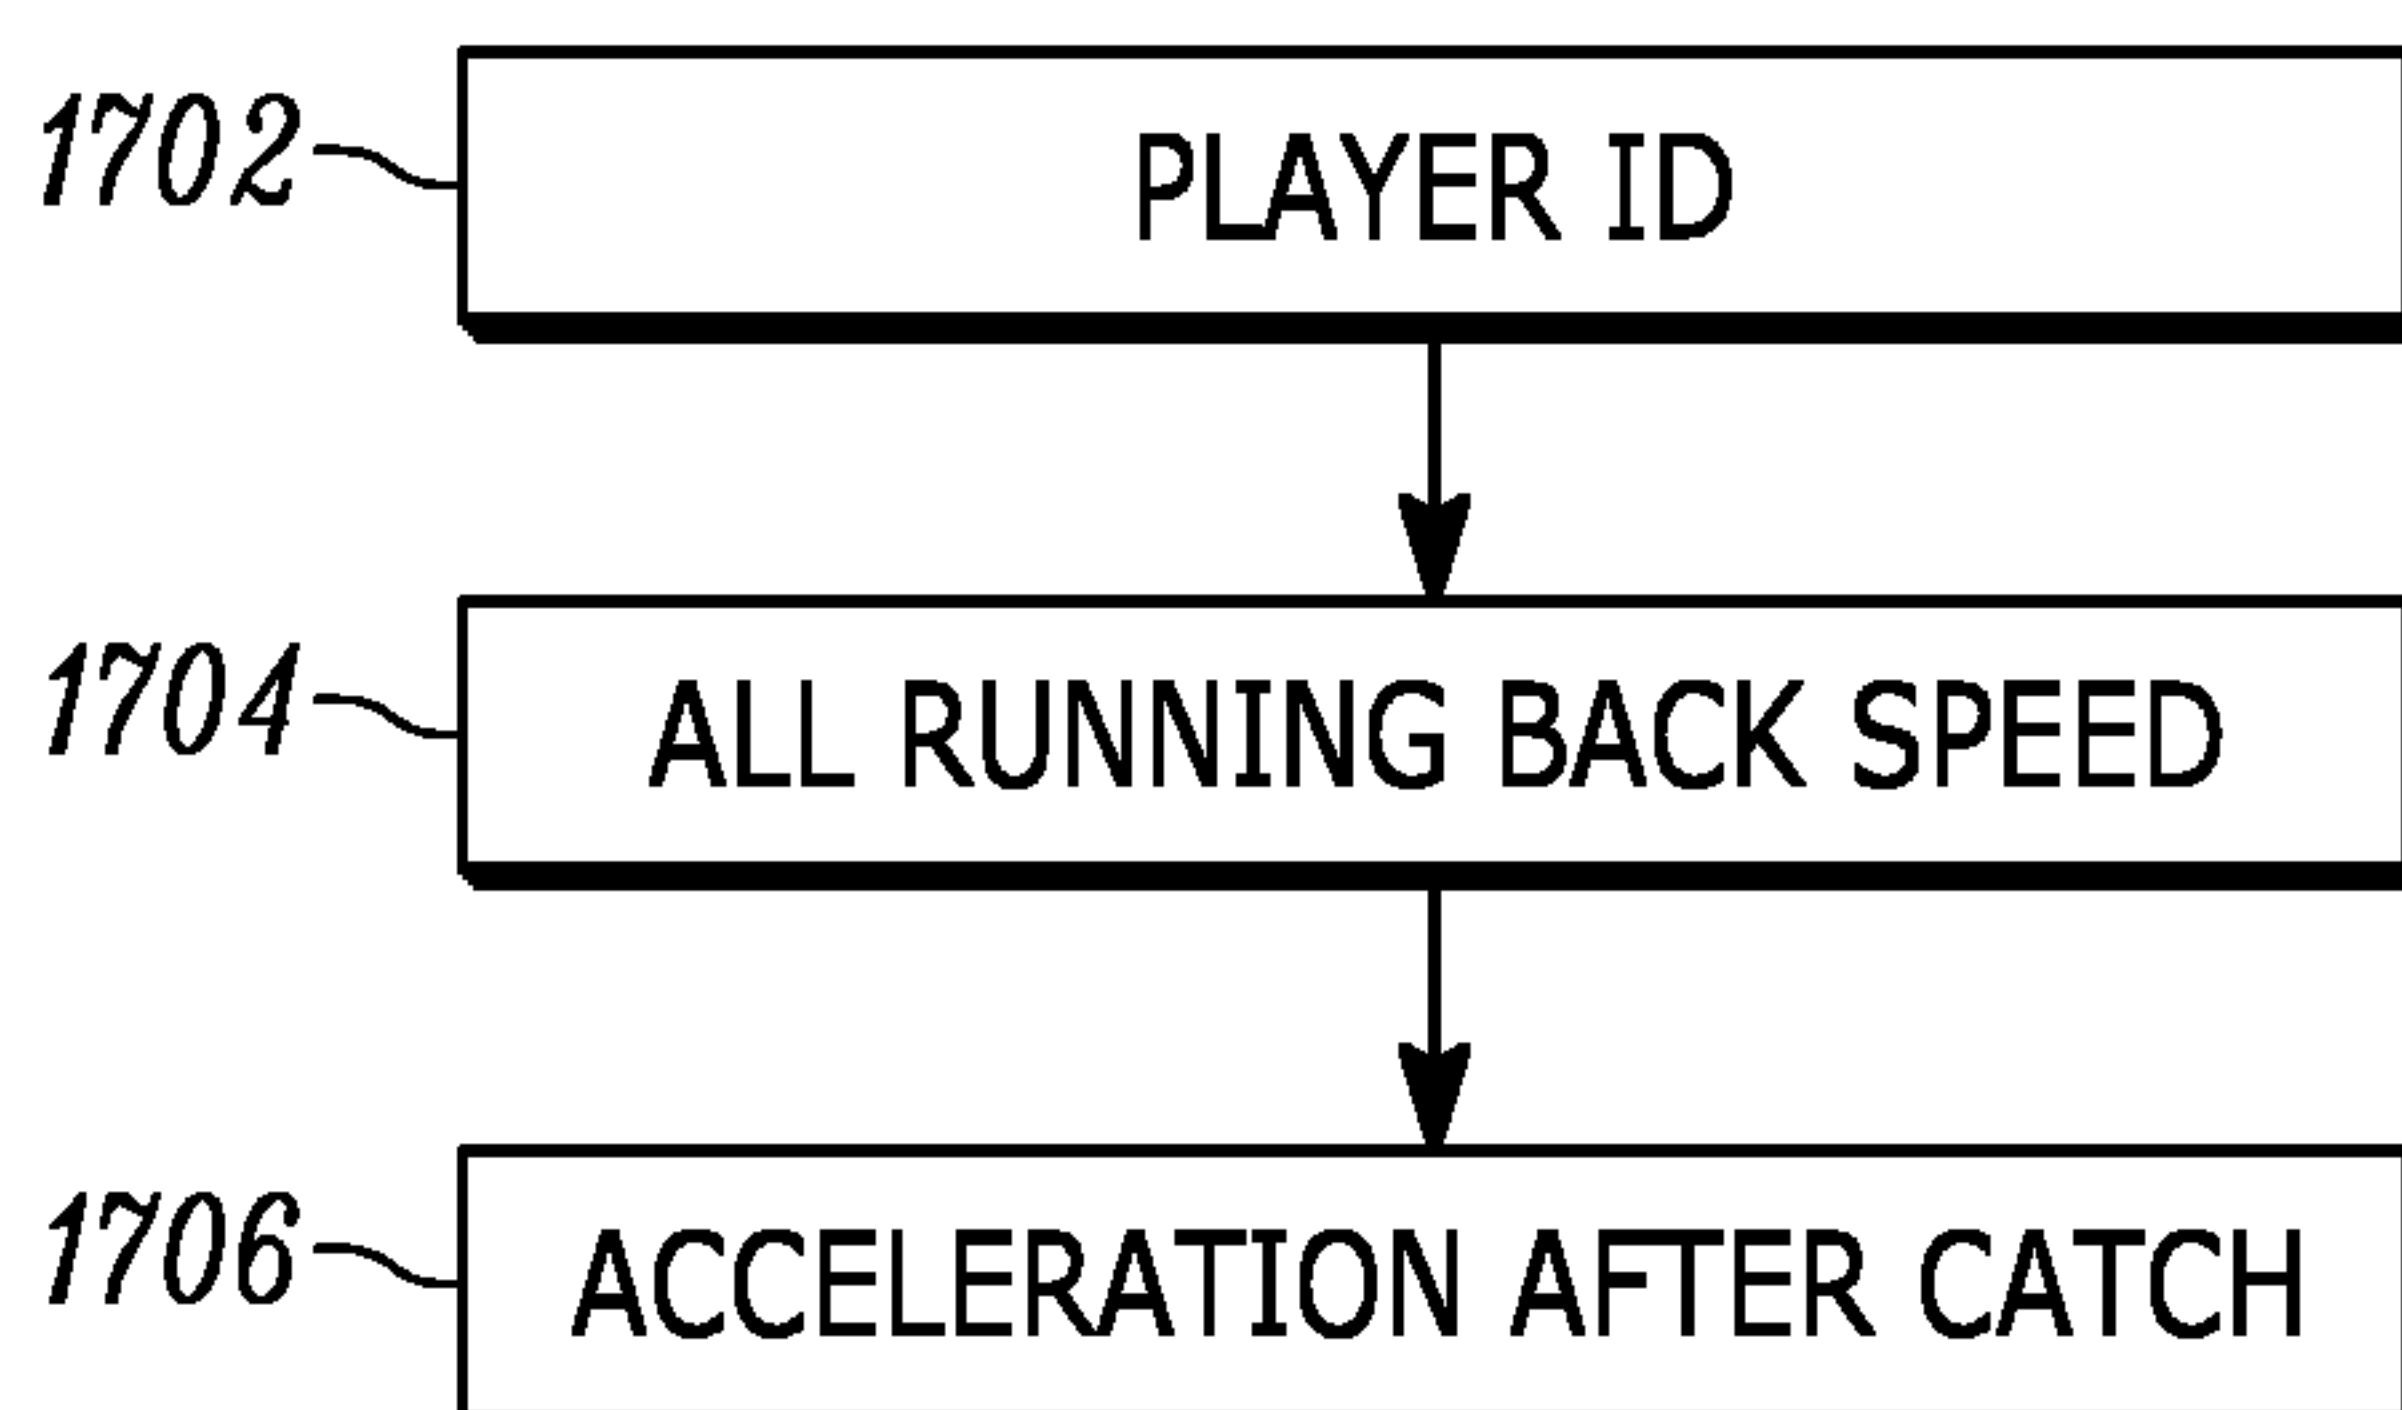 1702
PLAYER ID
1704
ALL RUNNING BACK SPEED
1706
ACCELERATION AFTER CATCH